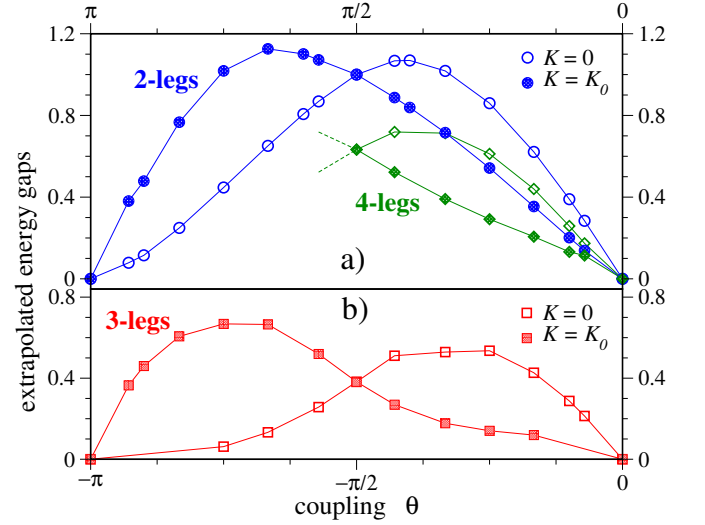 π π/2 0
1.2 1.2
2-legs K = 0
K = K0
0.8 0.8
4-legs
0.4 0.4
a)
0 0
0.8 b) 0.8
3-legs K = 0
K = K0
0.4 0.4
0 0
−π −π/2 0
coupling θ
extrapolated energy gaps